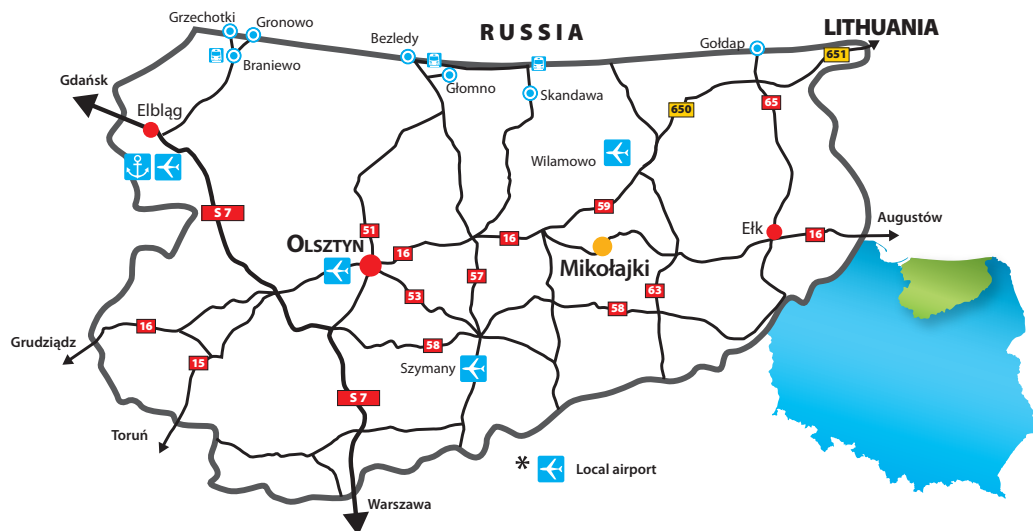 Grzechotki
Gronowo
RUSSIA
LITHUANIA
Bezledy
Gołdap
651
Braniewo
Gdańsk
Głomno
Skandawa
65
650
Elbląg
Wilamowo
S 7
59
51
OLSZTYN
16
16
Ełk
16
Augustów
Mikołajki
57
53
63
58
16
Grudziądz
58
15
Szymany
S 7
Toruń
* Local airport
Warszawa